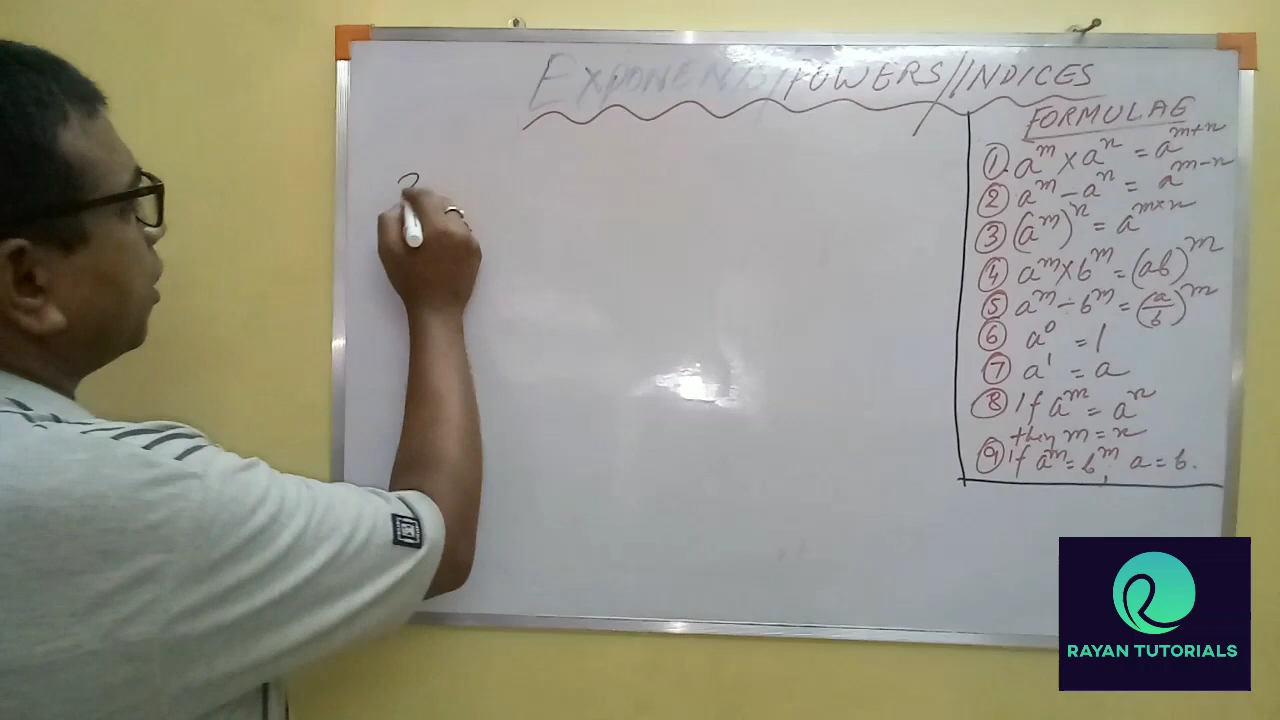 EXPONENTS/POWERS//INDICES
FORMULAE
①. a^m × a^n = a^{m+n}
② a^m - a^n = a^{m-n}
③ (a^m)^n = a^{m×n}
④ a^m × b^m = (ab)^m
⑤ a^m ÷ b^m = (a/b)^m
⑥ a^0 = 1
⑦ a^1 = a
⑧ If a^m = a^n
then m = n
⑨ If a^m = b^m, a = b.
RAYAN TUTORIALS